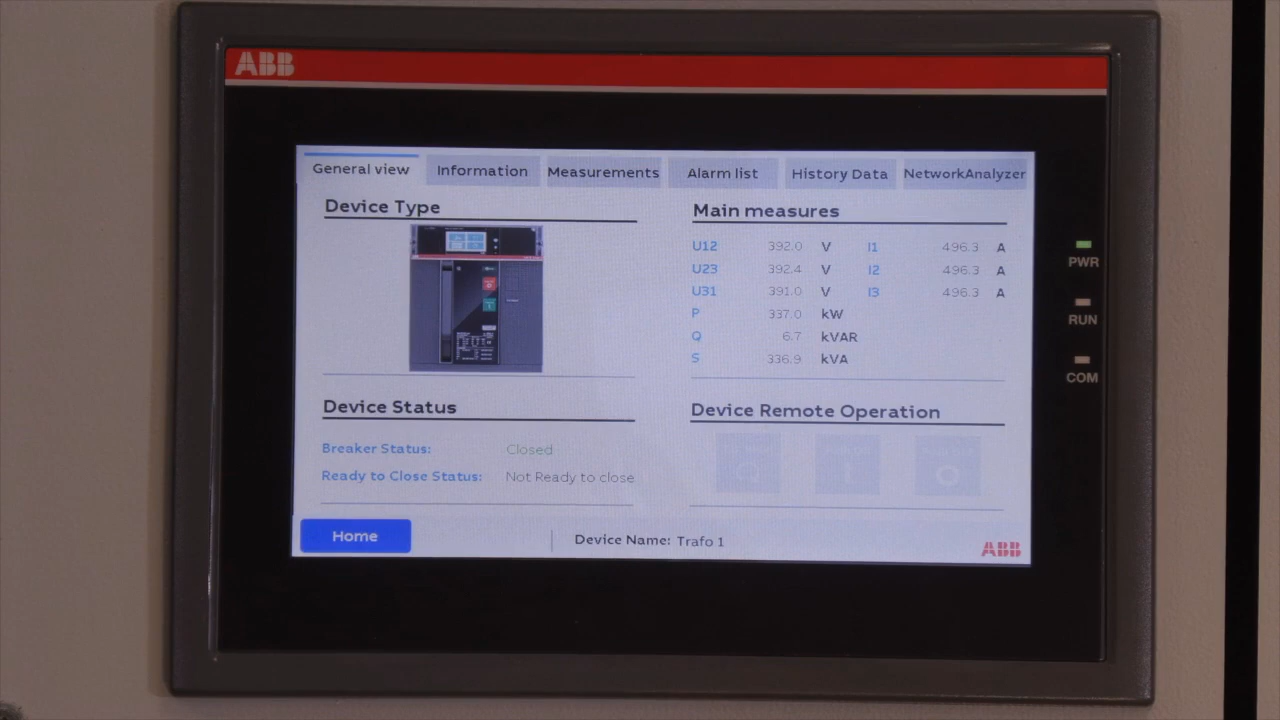 ABB
General view Information Measurements Alarm list History Data NetworkAnalyzer
Device Type
Main measures
U12 392.0 V I1 496.3 A
U23 392.4 V I2 496.3 A
U31 391.0 V I3 496.3 A
P 337.0 kW
Q 6.7 kVAR
S 336.9 kVA
PWR
RUN
COM
Device Status
Breaker Status: Closed
Ready to Close Status: Not Ready to close
Device Remote Operation
Home
Device Name: Trafo 1
ABB